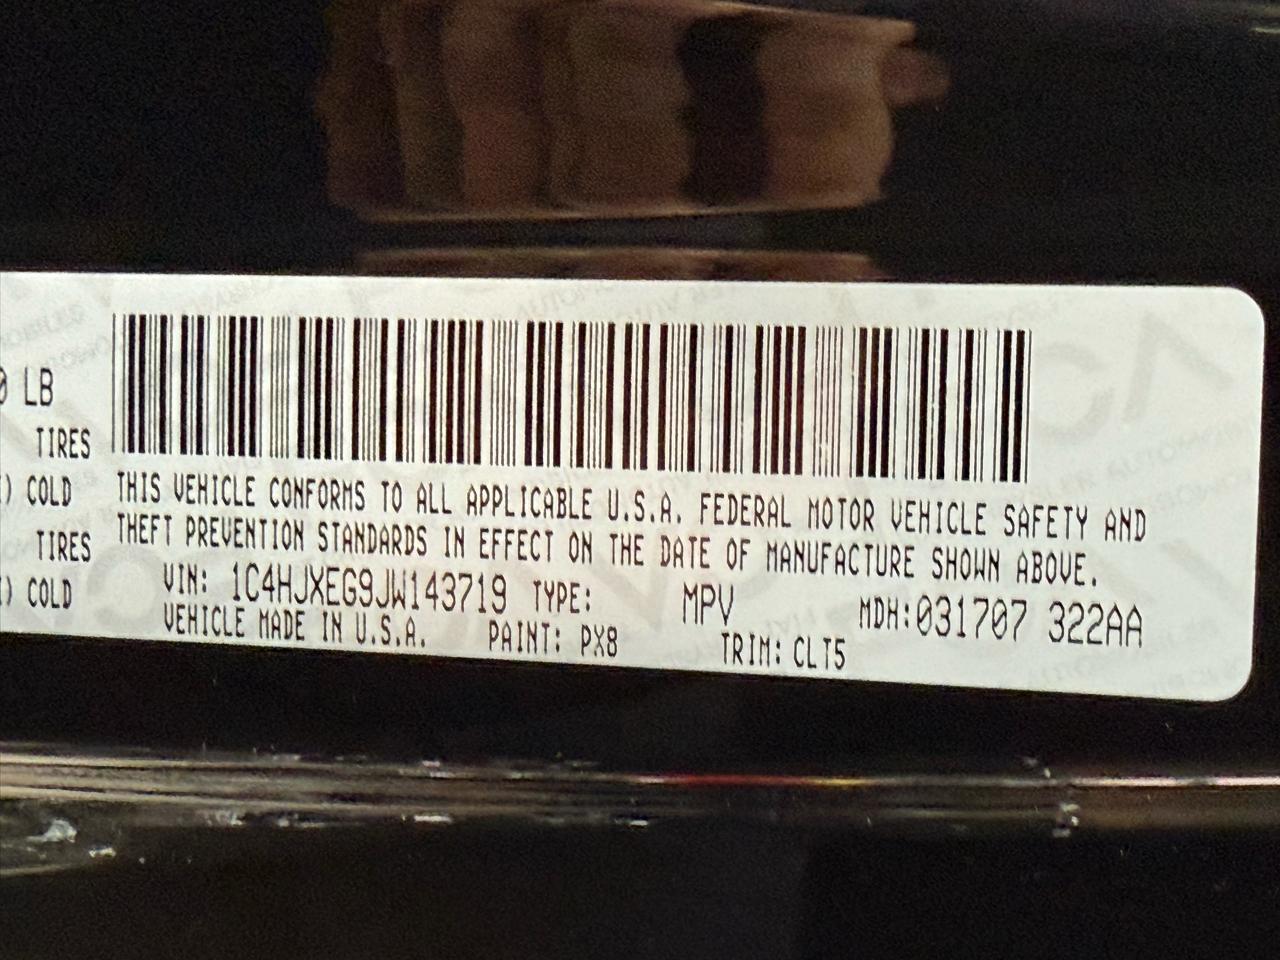 0 LB
TIRES
) COLD
TIRES
) COLD
THIS VEHICLE CONFORMS TO ALL APPLICABLE U.S.A. FEDERAL MOTOR VEHICLE SAFETY AND
THEFT PREVENTION STANDARDS IN EFFECT ON THE DATE OF MANUFACTURE SHOWN ABOVE.
VIN: 1C4HJXEG9JW143719 TYPE: MPV MDH:031707 322AA
VEHICLE MADE IN U.S.A. PAINT: PX8 TRIM: CLT5